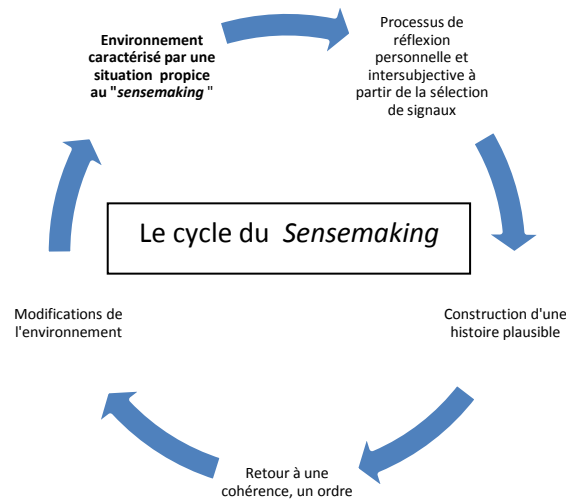 Environnement
caractérisé par une
situation propice
au "sensemaking "
Processus de
réflexion
personnelle et
intersubjective à
partir de la sélection
de signaux
Le cycle du Sensemaking
Construction d'une
histoire plausible
Retour à une
cohérence, un ordre
Modifications de
l'environnement